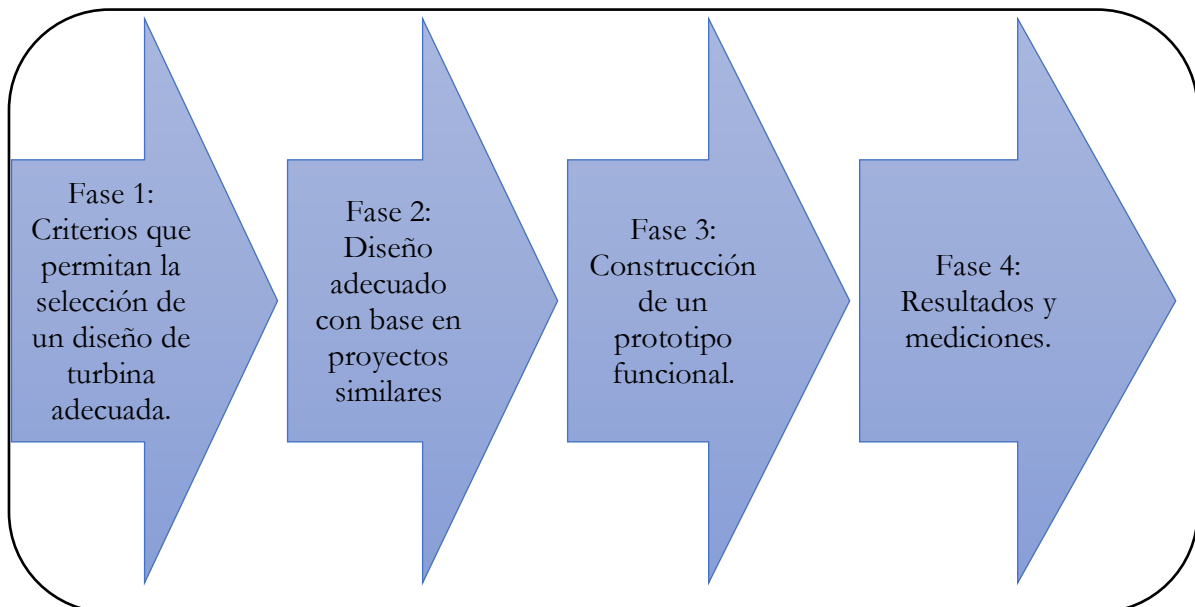 Fase 1:
Criterios que
permitan la
selección de
un diseño de
turbina
adecuada.
Fase 2:
Diseño
adecuado
con base en
proyectos
similares
Fase 3:
Construcción
de un
prototipo
funcional.
Fase 4:
Resultados y
mediciones.